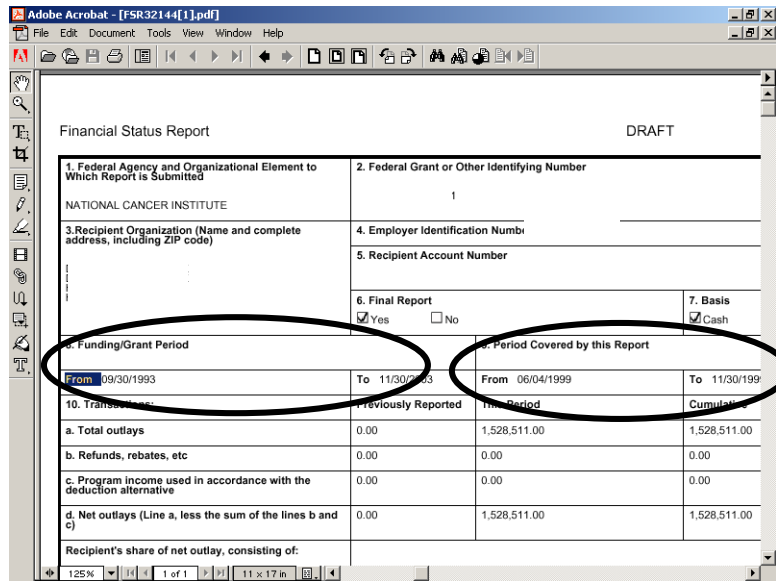 Adobe Acrobat - [FSR32144[1].pdf]
File Edit Document Tools View Window Help
Financial Status Report DRAFT
1. Federal Agency and Organizational Element to
Which Report is Submitted
NATIONAL CANCER INSTITUTE
2. Federal Grant or Other Identifying Number
1
3.Recipient Organization (Name and complete
address, including ZIP code)
4. Employer Identification
5. Recipient Account Number
6. Final Report
Yes No
7. Basis
Cash
Funding/Grant Period
From 09/30/1993 To
Period Covered by this Report
From 06/04/1999 To
10. Previously Reported This Period
a. Total outlays 0.00 1,528,511.00 1,528,511.00
b. Refunds, rebates, etc 0.00 0.00 0.00
c. Program income used in accordance with the
deduction alternative 0.00 0.00 0.00
d. Net outlays (Line a, less the sum of the lines b and
c) 0.00 1,528,511.00 1,528,511.00
Recipient's share of net outlay, consisting of:
125% 1 of 1 11 x 17 in